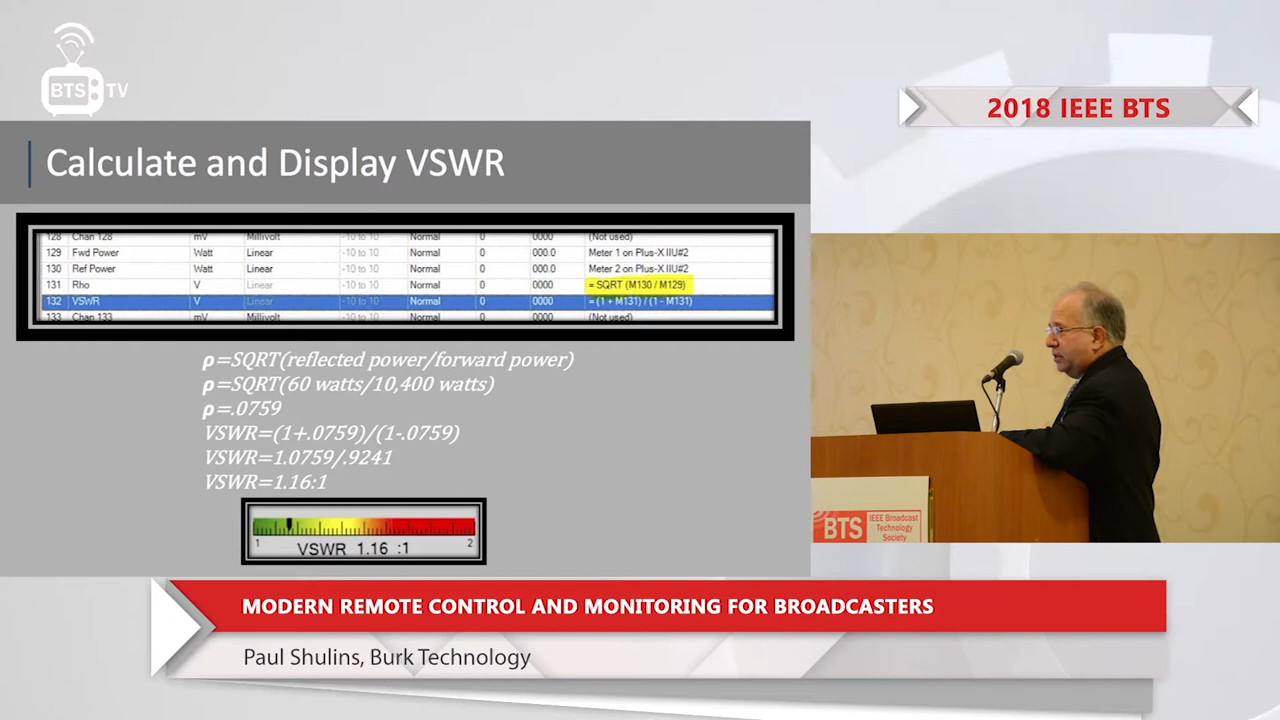 BTS TV
2018 IEEE BTS
Calculate and Display VSWR
128 Chan 128 mV Millivolt -10 to 10 Normal 0 0000 (Not used)
129 Fwd Power Watt Linear -10 to 10 Normal 0 000.0 Meter 1 on Plus-X IIU#2
130 Ref Power Watt Linear -10 to 10 Normal 0 000.0 Meter 2 on Plus-X IIU#2
131 Rho V Linear -10 to 10 Normal 0 0000 = SQRT (M130 / M129)
132 VSWR V Linear -10 to 10 Normal 0 0000 = (1 + M131) / (1 - M131)
133 Chan 133 mV Millivolt -10 to 10 Normal 0 0000 (Not used)
ρ=SQRT(reflected power/forward power)
ρ=SQRT(60 watts/10,400 watts)
ρ=.0759
VSWR=(1+.0759)/(1-.0759)
VSWR=1.0759/.9241
VSWR=1.16:1
1 2
VSWR 1.16 :1
BTS IEEE Broadcast
Technology
Society
MODERN REMOTE CONTROL AND MONITORING FOR BROADCASTERS
Paul Shulins, Burk Technology